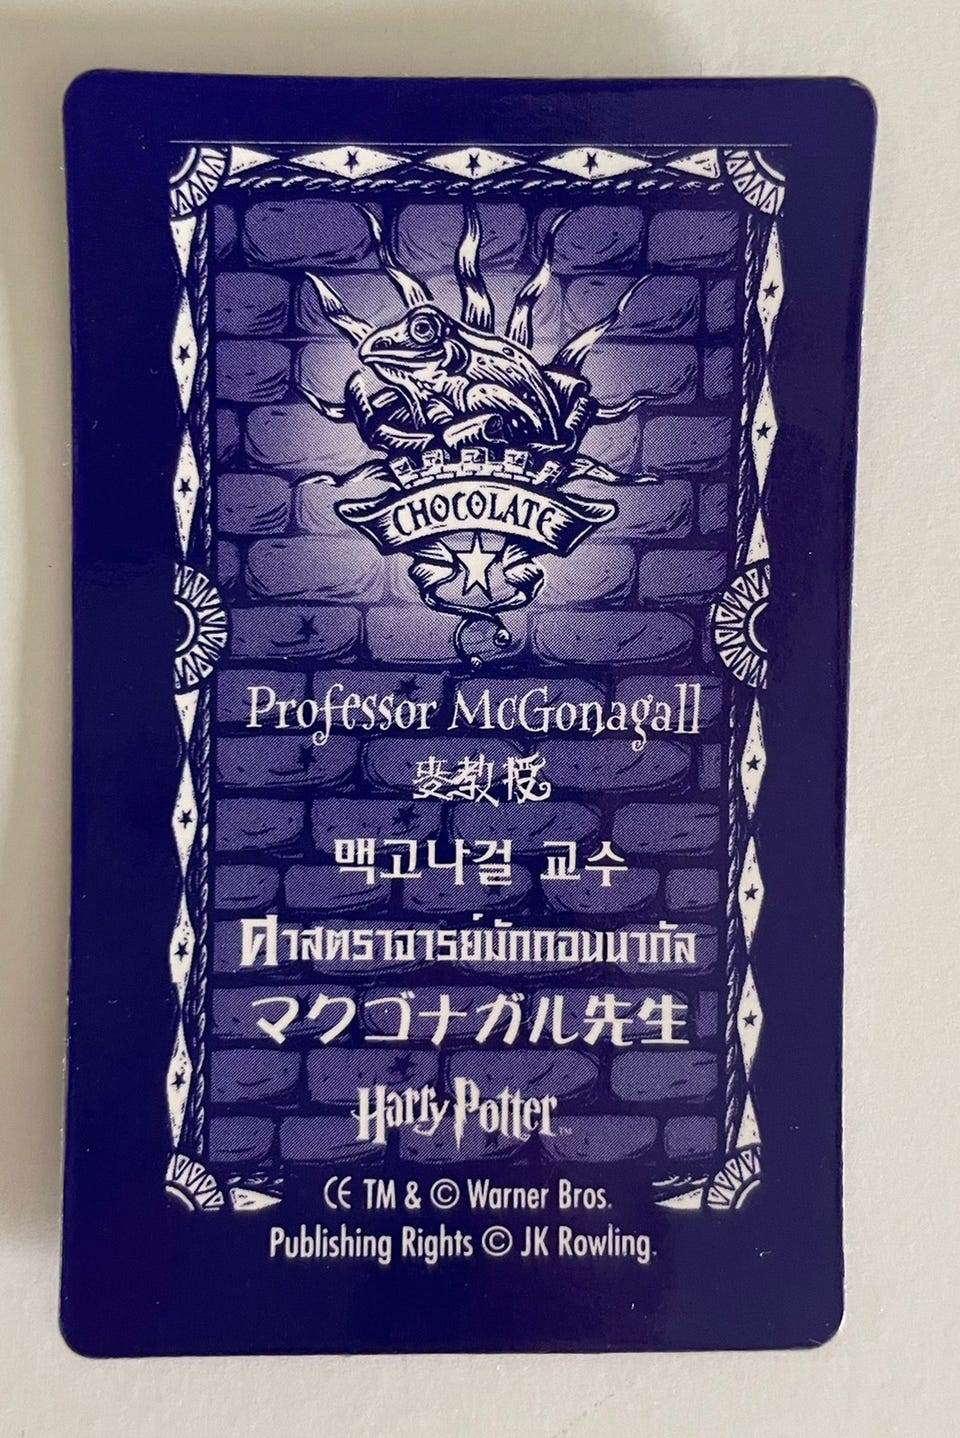 CHOCOLATE
Professor McGonagall
麥教授
맥고나걸 교수
ศาสตราจารย์มักกอนนากัล
マクゴナガル先生
Harry Potter™
CE TM & © Warner Bros.
Publishing Rights © JK Rowling.